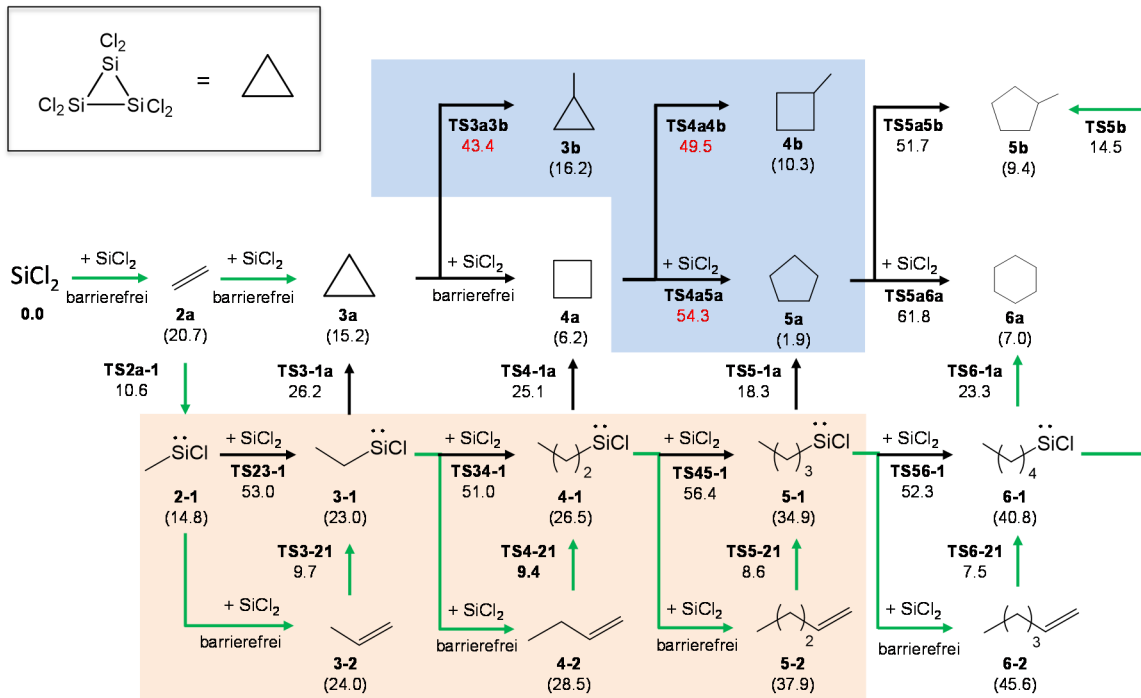 Cl2
Si
Si
Si
Cl2
Cl2
=
TS3a3b
43.4
3b
(16.2)
TS4a4b
49.5
4b
(10.3)
TS5a5b
51.7
5b
(9.4)
TS5b
14.5
SiCl2
0.0
+ SiCl2
barrierefrei
2a
(20.7)
+ SiCl2
barrierefrei
3a
(15.2)
+ SiCl2
barrierefrei
4a
(6.2)
+ SiCl2
TS4a5a
54.3
5a
(1.9)
+ SiCl2
TS5a6a
61.8
6a
(7.0)
TS2a-1
10.6
TS3-1a
26.2
TS4-1a
25.1
TS5-1a
18.3
TS6-1a
23.3
SiCl
2-1
(14.8)
+ SiCl2
TS23-1
53.0
SiCl
3-1
(23.0)
+ SiCl2
TS34-1
51.0
SiCl
2
4-1
(26.5)
+ SiCl2
TS45-1
56.4
SiCl
3
5-1
(34.9)
+ SiCl2
TS56-1
52.3
SiCl
4
6-1
(40.8)
TS3-21
9.7
TS4-21
9.4
TS5-21
8.6
TS6-21
7.5
+ SiCl2
barrierefrei
3-2
(24.0)
+ SiCl2
barrierefrei
4-2
(28.5)
+ SiCl2
barrierefrei
2
5-2
(37.9)
+ SiCl2
barrierefrei
3
6-2
(45.6)